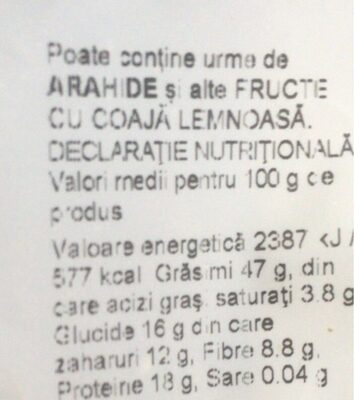 Poate conține urme de
ARAHIDE și alte FRUCTE
CU COAJĂ LEMNOASĂ.
DECLARAȚIE NUTRIȚIONALĂ
Valori medii pentru 100 g de
produs
Valoare energetică 2387 kJ /
577 kcal Grăsimi 47 g, din
care acizi grași saturați 3.8 g
Glucide 16 g din care
zaharuri 12 g, Fibre 8.8 g,
Proteine 18 g, Sare 0.04 g